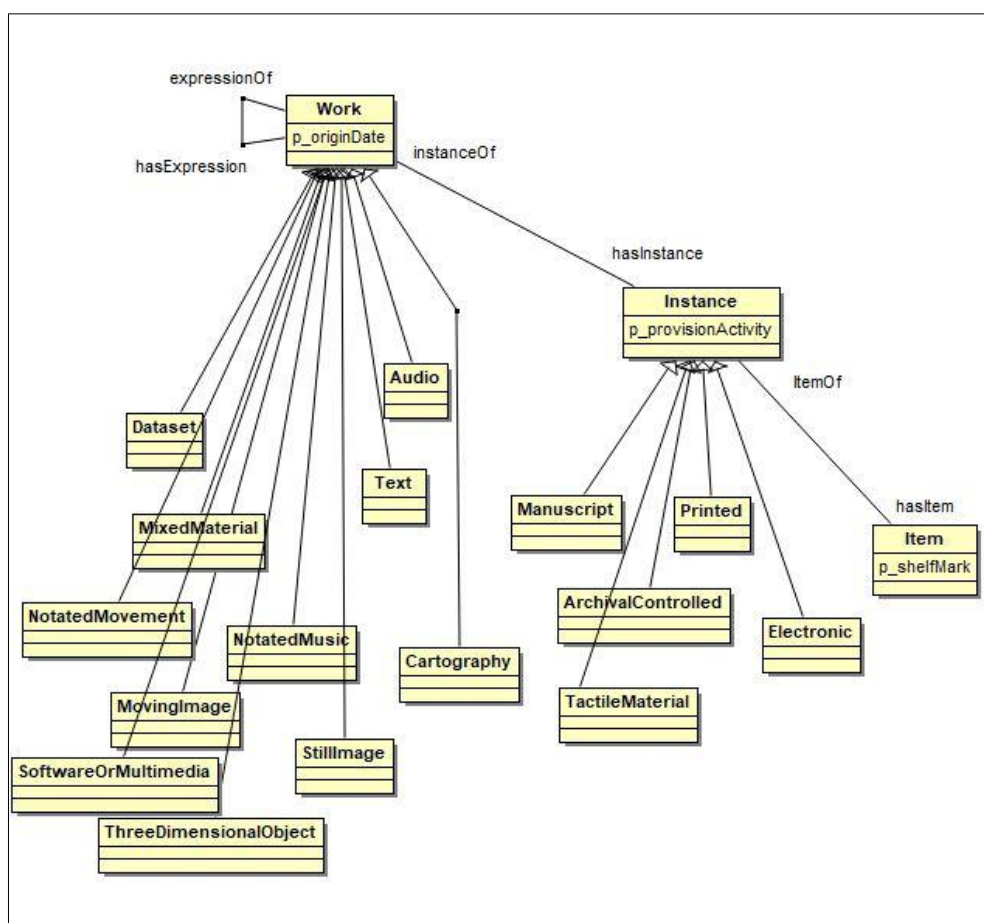 expressionOf
Work
p_originDate
instanceOf
hasExpression
hasInstance
Instance
p_provisionActivity
Audio
ItemOf
Dataset
Text
Manuscript
Printed
hasItem
MixedMaterial
Item
p_shelfMark
ArchivalControlled
NotatedMovement
Electronic
NotatedMusic
Cartography
TactileMaterial
MovingImage
StillImage
SoftwareOrMultimedia
ThreeDimensionalObject